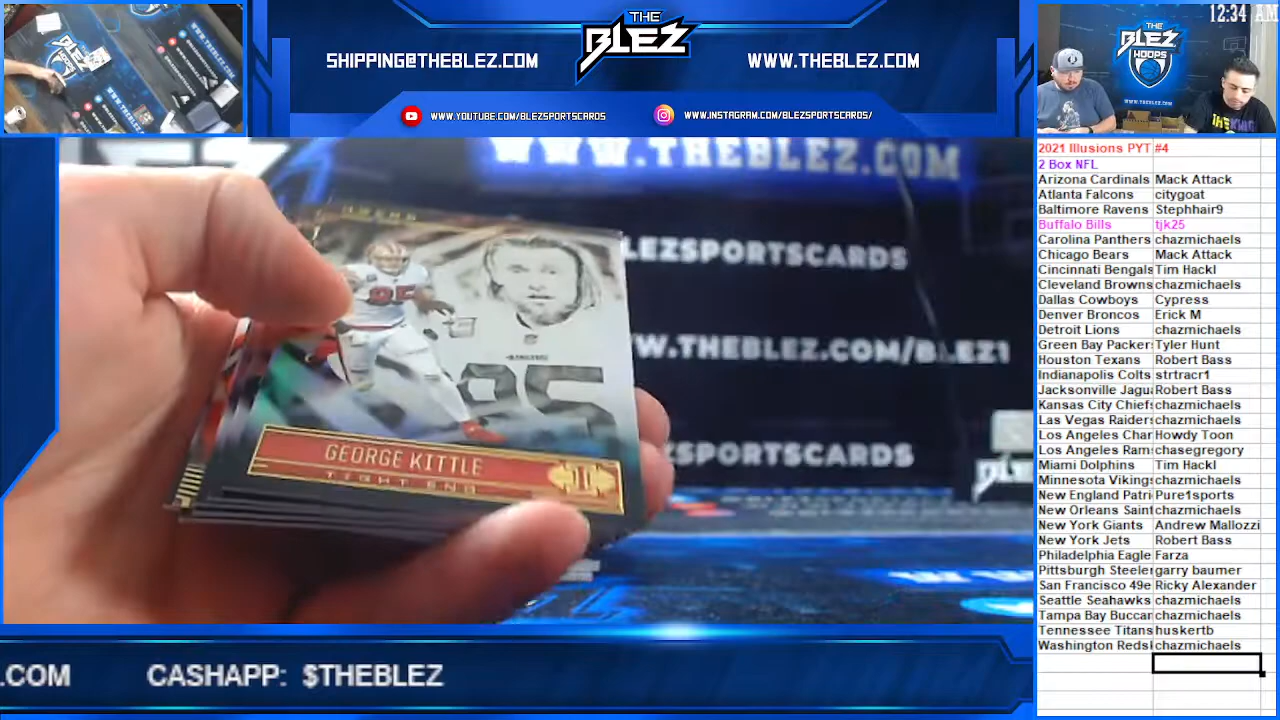 THE
BLEZ
SHIPPING@THEBLEZ.COM
WWW.THEBLEZ.COM
WWW.YOUTUBE.COM/BLEZSPORTSCARDS
WWW.INSTAGRAM.COM/BLEZSPORTSCARDS/
12:34 AM
THE
BLEZ
HOOPS
WWW.THEBLEZ.COM
LEZSPORTSCARDS
W.THEBLEZ.COM/BLEZ1
ZSPORTSCARDS
85
GEORGE KITTLE
TIGHT END
.COM
CASHAPP: $THEBLEZ
2021 Illusions PYT #4
2 Box NFL
Arizona Cardinals Mack Attack
Atlanta Falcons citygoat
Baltimore Ravens Stephhair9
Buffalo Bills tjk25
Carolina Panthers chazmichaels
Chicago Bears Mack Attack
Cincinnati Bengals Tim Hackl
Cleveland Browns chazmichaels
Dallas Cowboys Cypress
Denver Broncos Erick M
Detroit Lions chazmichaels
Green Bay Packer Tyler Hunt
Houston Texans Robert Bass
Indianapolis Colts strtracr1
Jacksonville Jagu Robert Bass
Kansas City Chief chazmichaels
Las Vegas Raider chazmichaels
Los Angeles Char Howdy Toon
Los Angeles Ram chasegregory
Miami Dolphins Tim Hackl
Minnesota Viking chazmichaels
New England Patri Pure1sports
New Orleans Saint chazmichaels
New York Giants Andrew Mallozzi
New York Jets Robert Bass
Philadelphia Eagle Farza
Pittsburgh Steeler garry baumer
San Francisco 49e Ricky Alexander
Seattle Seahawks chazmichaels
Tampa Bay Buccan chazmichaels
Tennessee Titans huskertb
Washington Redsk chazmichaels